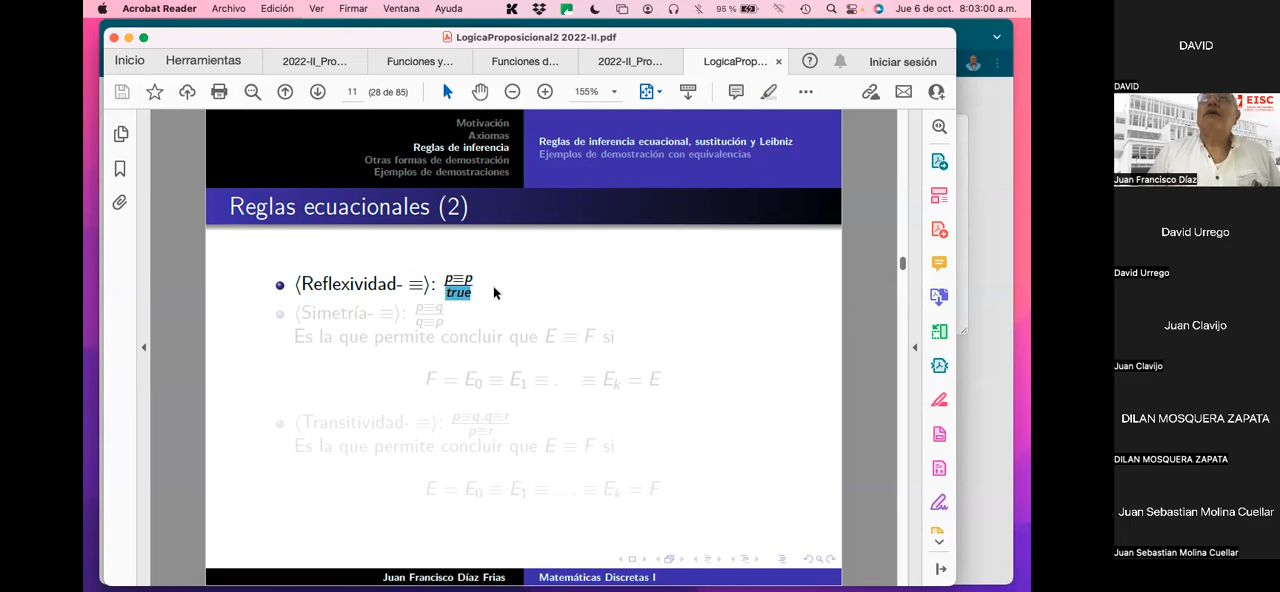 Acrobat Reader Archivo Edición Ver Firmar Ventana Ayuda 96 % Jue 6 de oct. 8:03:00 a.m.
LogicaProposicional2 2022-II.pdf
Inicio Herramientas 2022-II_Pro... Funciones y... Funciones d... 2022-II_Pro... LogicaProp... × Iniciar sesión
11 (28 de 85) 155%
Motivación
Axiomas
Reglas de inferencia
Otras formas de demostración
Ejemplos de demostraciones
Reglas de inferencia ecuacional, sustitución y Leibniz
Ejemplos de demostración con equivalencias
Reglas ecuacionales (2)
⟨Reflexividad- ≡⟩: p≡p
true
⟨Simetría- ≡⟩: p≡q
q≡p
Es la que permite concluir que E ≡ F si
F = E0 ≡ E1 ≡ . . . ≡ Ek = E
⟨Transitividad- ≡⟩: p≡q,q≡r
p≡r
Es la que permite concluir que E ≡ F si
E = E0 ≡ E1 ≡ . . . ≡ Ek = F
Juan Francisco Díaz Frias Matemáticas Discretas I
DAVID
DAVID
EISC
Juan Francisco Díaz
David Urrego
David Urrego
Juan Clavijo
Juan Clavijo
DILAN MOSQUERA ZAPATA
DILAN MOSQUERA ZAPATA
Juan Sebastian Molina Cuellar
Juan Sebastian Molina Cuellar